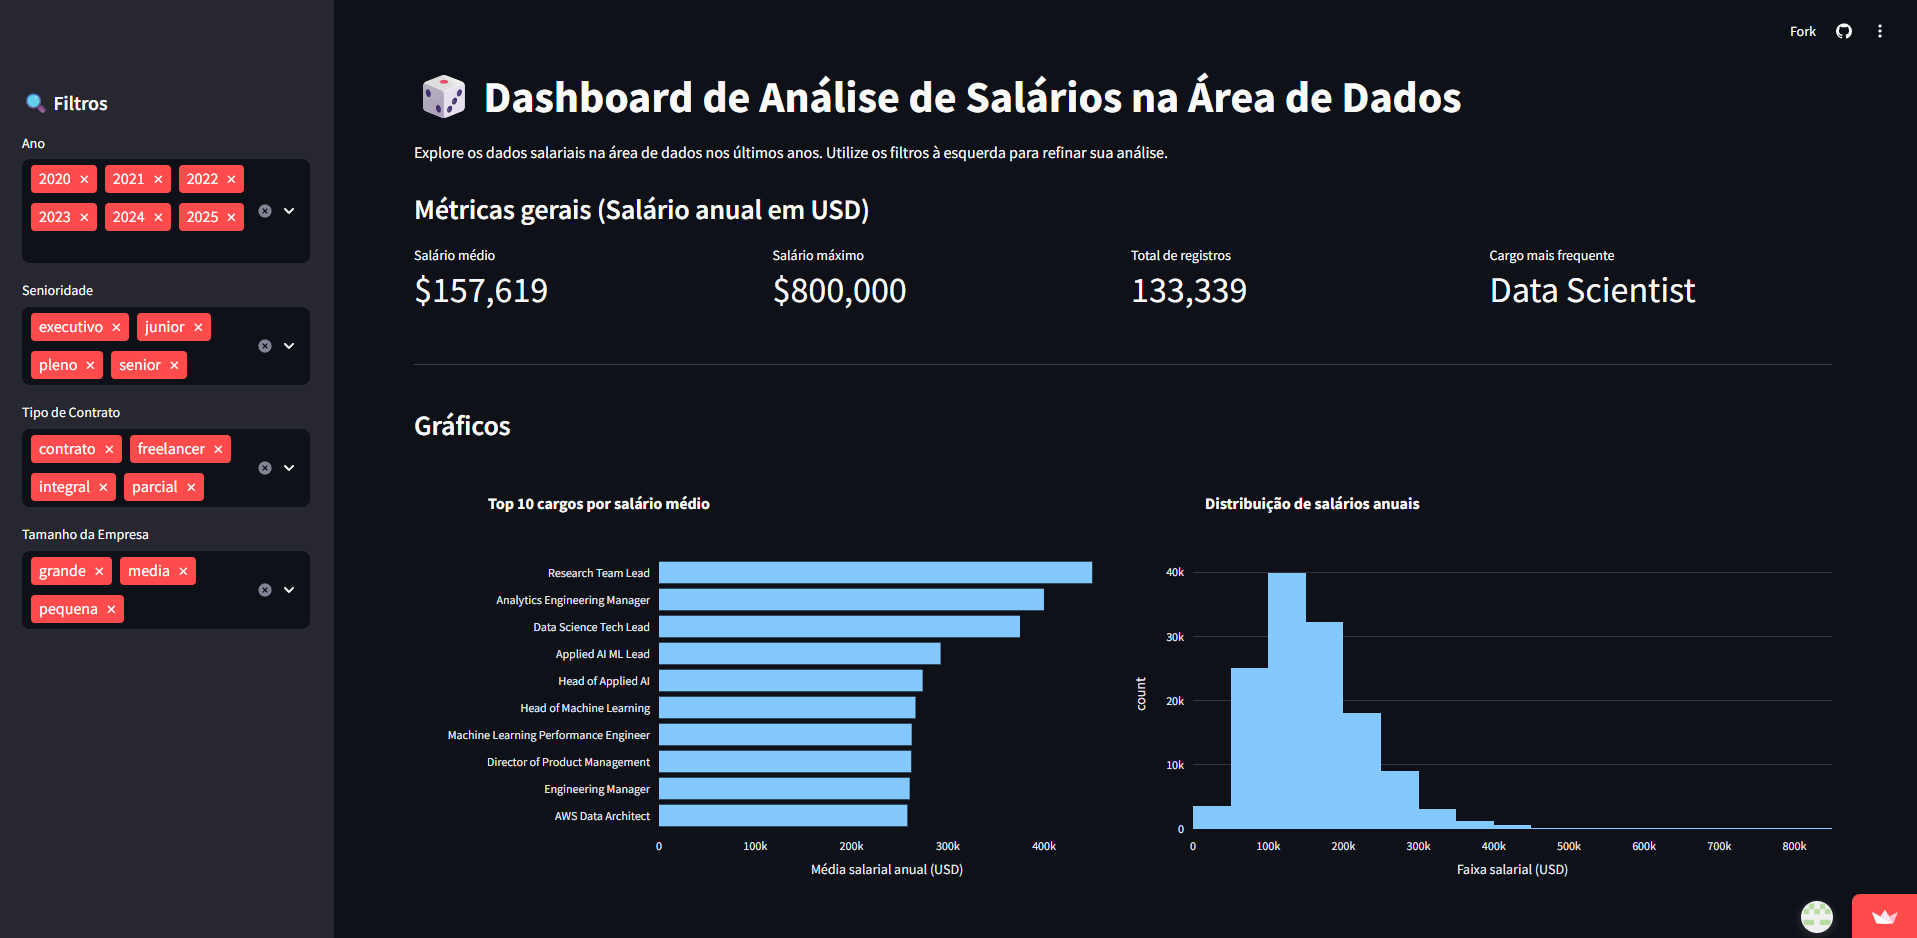 Fork
Filtros
Ano
2020 × 2021 × 2022 ×
2023 × 2024 × 2025 ×
Senioridade
executivo × junior ×
pleno × senior ×
Tipo de Contrato
contrato × freelancer ×
integral × parcial ×
Tamanho da Empresa
grande × media ×
pequena ×
Dashboard de Análise de Salários na Área de Dados
Explore os dados salariais na área de dados nos últimos anos. Utilize os filtros à esquerda para refinar sua análise.
Métricas gerais (Salário anual em USD)
Salário médio
$157,619
Salário máximo
$800,000
Total de registros
133,339
Cargo mais frequente
Data Scientist
Gráficos
Top 10 cargos por salário médio
Research Team Lead
Analytics Engineering Manager
Data Science Tech Lead
Applied AI ML Lead
Head of Applied AI
Head of Machine Learning
Machine Learning Performance Engineer
Director of Product Management
Engineering Manager
AWS Data Architect
0 100k 200k 300k 400k
Média salarial anual (USD)
Distribuição de salários anuais
40k
30k
20k
10k
0
count
0 100k 200k 300k 400k 500k 600k 700k 800k
Faixa salarial (USD)